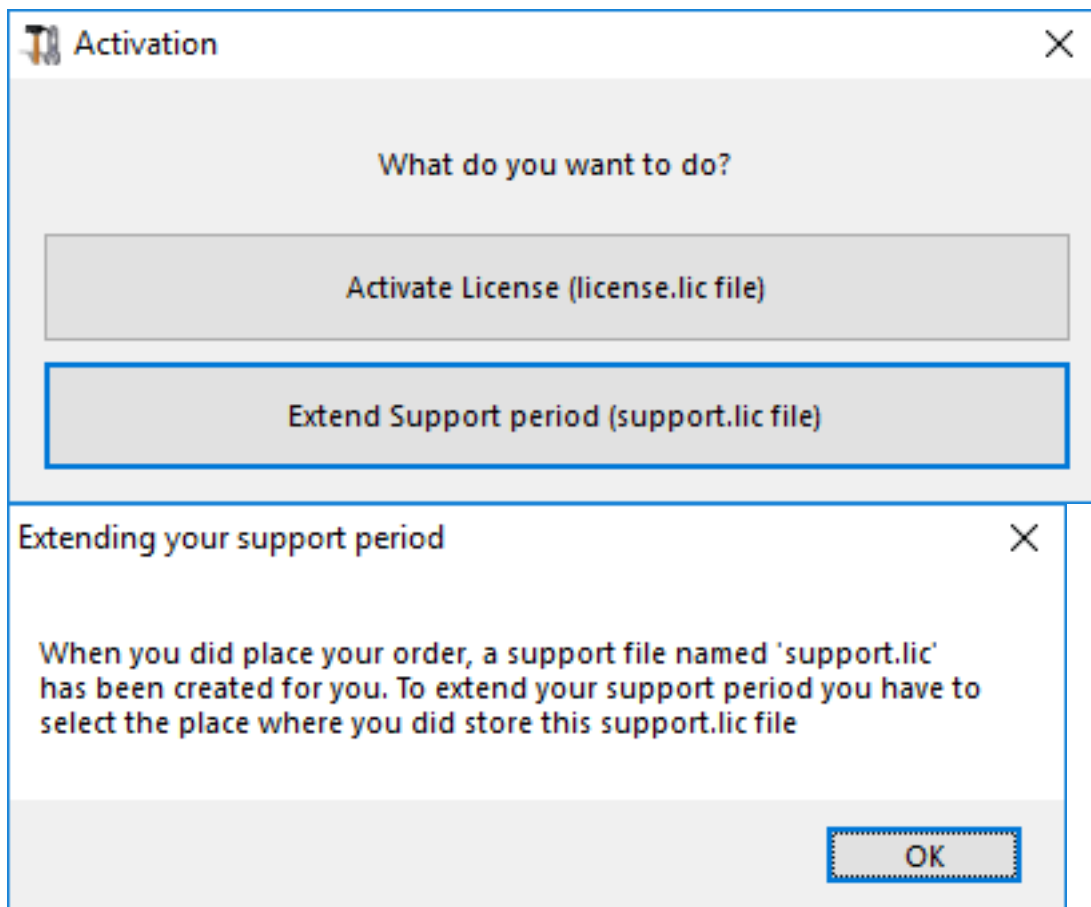 Activation
What do you want to do?
Activate License (license.lic file)
Extend Support period (support.lic file)
Extending your support period
When you did place your order, a support file named 'support.lic'
has been created for you. To extend your support period you have to
select the place where you did store this support.lic file
OK